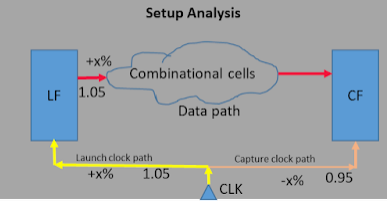 Setup Analysis
+x%
Combinational cells
LF
1.05
CF
Data path
Launch clock path
Capture clock path
+x%
1.05
-x%
0.95
CLK